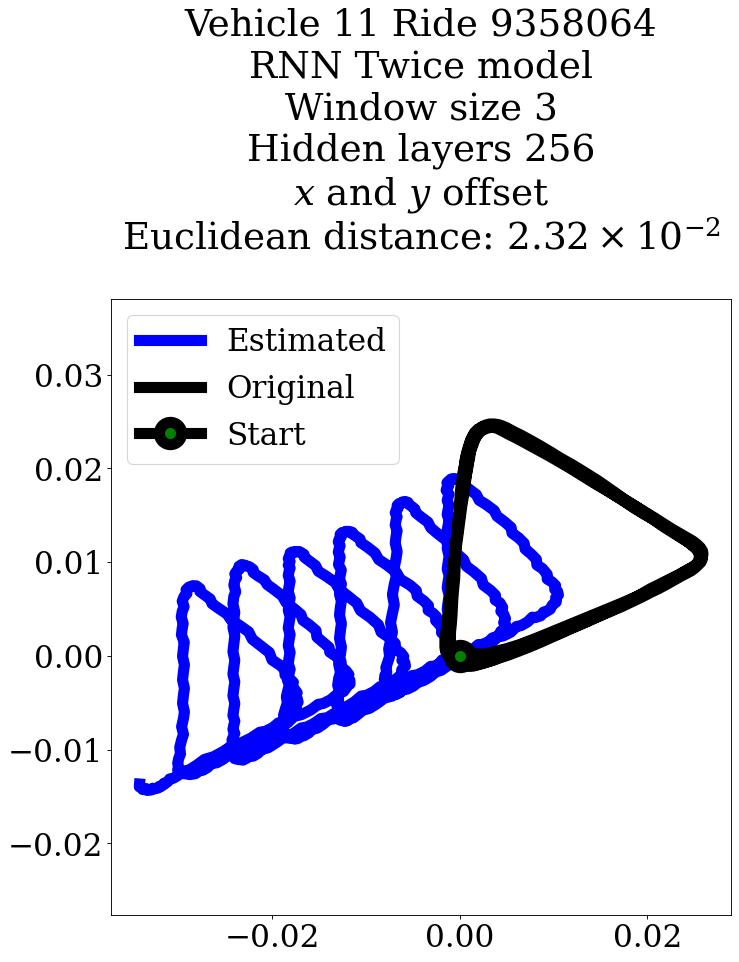 Vehicle 11 Ride 9358064
RNN Twice model
Window size 3
Hidden layers 256
x and y offset
Euclidean distance: 2.32 × 10⁻²
Estimated
Original
Start
0.03
0.02
0.01
0.00
−0.01
−0.02
−0.02 0.00 0.02